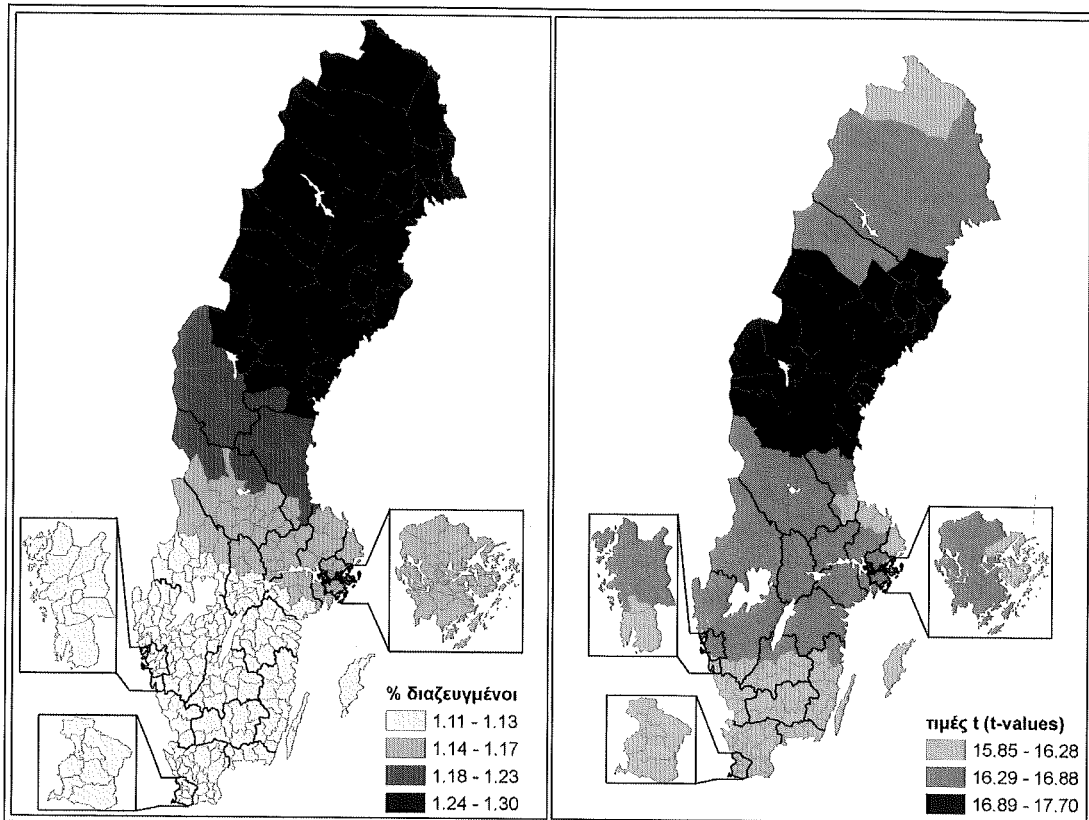 % διαζευγμένοι
1.11 - 1.13
1.14 - 1.17
1.18 - 1.23
1.24 - 1.30
τιμές t (t-values)
15.85 - 16.28
16.29 - 16.88
16.89 - 17.70